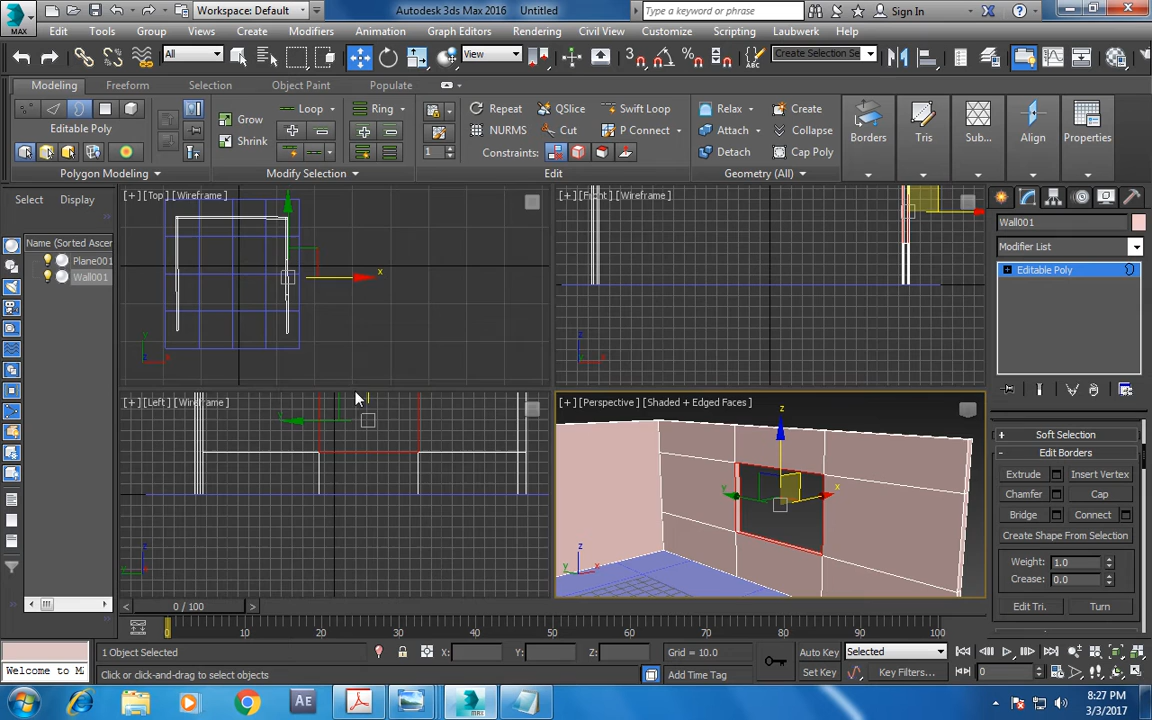 MAX
Workspace: Default
Autodesk 3ds Max 2016 Untitled
Type a keyword or phrase
Sign In
Edit Tools Group Views Create Modifiers Animation Graph Editors Rendering Civil View Customize Scripting Laubwerk Help
All
View
Create Selection Se
Modeling Freeform Selection Object Paint Populate
Editable Poly
Polygon Modeling
Grow
Shrink
Loop
Ring
1
Modify Selection
Repeat
QSlice
Swift Loop
NURMS
Cut
P Connect
Constraints:
Edit
Relax
Create
Attach
Collapse
Detach
Cap Poly
Geometry (All)
Borders
Tris
Sub...
Align
Properties
Select Display
Name (Sorted Ascen
Plane001
Wall001
[+] [Top] [Wireframe]
[+] [Front] [Wireframe]
[+] [Left] [Wireframe]
[+] [Perspective] [Shaded + Edged Faces]
Wall001
Modifier List
Editable Poly
+ Soft Selection
- Edit Borders
Extrude Insert Vertex
Chamfer Cap
Bridge Connect
Create Shape From Selection
Weight: 1.0
Crease: 0.0
Edit Tri. Turn
0 / 100
0 10 20 30 40 50 60 70 80 90 100
1 Object Selected
X: Y: Z:
Grid = 10.0
Auto Key Selected
Welcome to M
Click and-drag to select objects
Add Time Tag
Set Key Key Filters...
0
8:27 PM
3/3/2017